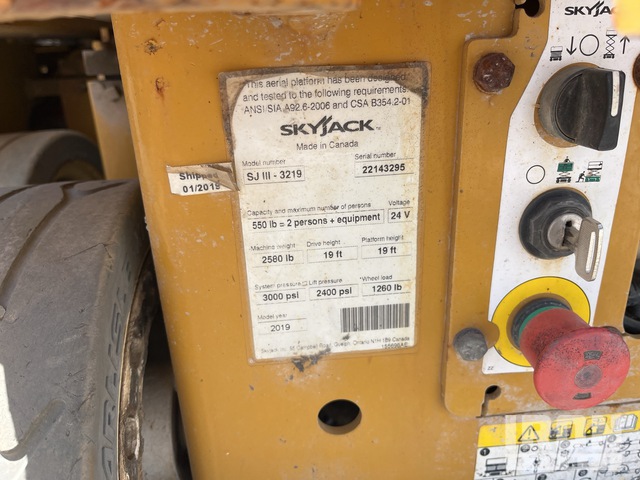 This aerial platform has been designed
and tested to the following requirements
ANSI/SIA A92.6-2006 and CSA B354.2-01
SKYJACK
Made in Canada
Model number
Serial number
SJ III - 3219
22143295
Shipped
01/2019
Capacity and maximum number of persons
Voltage
550 lb = 2 persons + equipment
24 V
Machine weight
Drive height
Platform height
2580 lb
19 ft
19 ft
System pressure
Lift pressure
*Wheel load
3000 psi
2400 psi
1260 lb
Model year
2019
SKYJACK